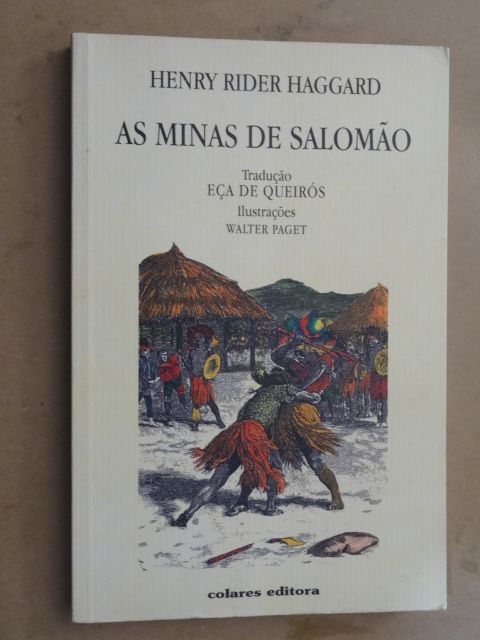 HENRY RIDER HAGGARD
AS MINAS DE SALOMÃO
Tradução
EÇA DE QUEIRÓS
Ilustrações
WALTER PAGET
colares editora